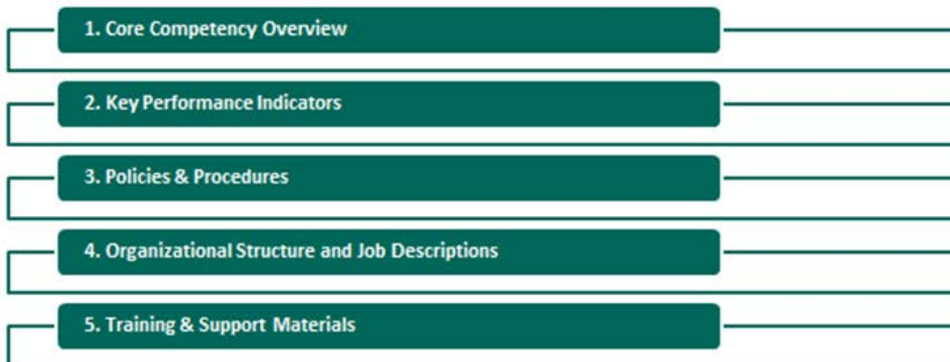 1. Core Competency Overview
2. Key Performance Indicators
3. Policies & Procedures
4. Organizational Structure and Job Descriptions
5. Training & Support Materials